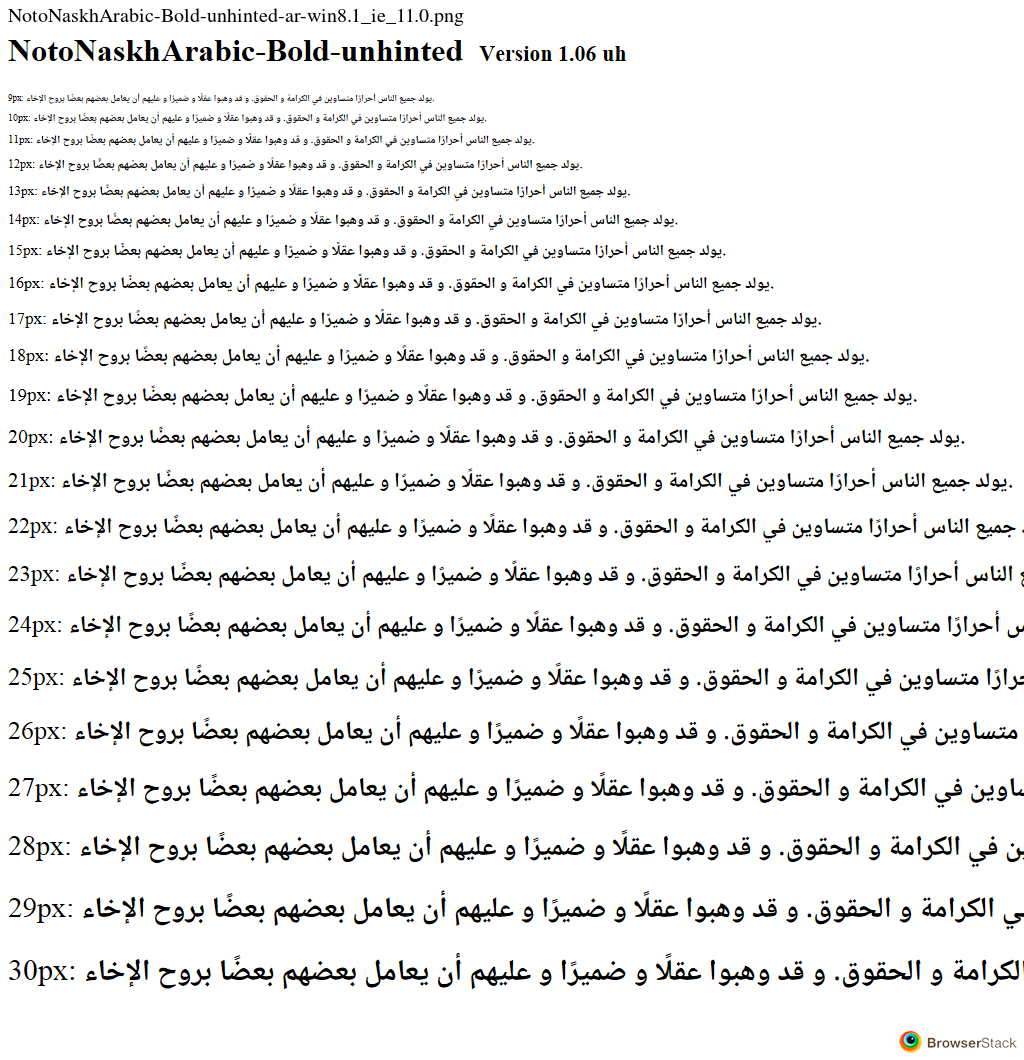 NotoNaskhArabic-Bold-unhinted-ar-win8.1_ie_11.0.png
NotoNaskhArabic-Bold-unhinted Version 1.06 uh
9px: يولد جميع الناس أحرارًا متساوين في الكرامة و الحقوق. و قد وهبوا عقلًا و ضميرًا و عليهم أن يعامل بعضهم بعضًا بروح الإخاء.
10px: يولد جميع الناس أحرارًا متساوين في الكرامة و الحقوق. و قد وهبوا عقلًا و ضميرًا و عليهم أن يعامل بعضهم بعضًا بروح الإخاء.
11px: يولد جميع الناس أحرارًا متساوين في الكرامة و الحقوق. و قد وهبوا عقلًا و ضميرًا و عليهم أن يعامل بعضهم بعضًا بروح الإخاء.
12px: يولد جميع الناس أحرارًا متساوين في الكرامة و الحقوق. و قد وهبوا عقلًا و ضميرًا و عليهم أن يعامل بعضهم بعضًا بروح الإخاء.
13px: يولد جميع الناس أحرارًا متساوين في الكرامة و الحقوق. و قد وهبوا عقلًا و ضميرًا و عليهم أن يعامل بعضهم بعضًا بروح الإخاء.
14px: يولد جميع الناس أحرارًا متساوين في الكرامة و الحقوق. و قد وهبوا عقلًا و ضميرًا و عليهم أن يعامل بعضهم بعضًا بروح الإخاء.
15px: يولد جميع الناس أحرارًا متساوين في الكرامة و الحقوق. و قد وهبوا عقلًا و ضميرًا و عليهم أن يعامل بعضهم بعضًا بروح الإخاء.
16px: يولد جميع الناس أحرارًا متساوين في الكرامة و الحقوق. و قد وهبوا عقلًا و ضميرًا و عليهم أن يعامل بعضهم بعضًا بروح الإخاء.
17px: يولد جميع الناس أحرارًا متساوين في الكرامة و الحقوق. و قد وهبوا عقلًا و ضميرًا و عليهم أن يعامل بعضهم بعضًا بروح الإخاء.
18px: يولد جميع الناس أحرارًا متساوين في الكرامة و الحقوق. و قد وهبوا عقلًا و ضميرًا و عليهم أن يعامل بعضهم بعضًا بروح الإخاء.
19px: يولد جميع الناس أحرارًا متساوين في الكرامة و الحقوق. و قد وهبوا عقلًا و ضميرًا و عليهم أن يعامل بعضهم بعضًا بروح الإخاء.
20px: يولد جميع الناس أحرارًا متساوين في الكرامة و الحقوق. و قد وهبوا عقلًا و ضميرًا و عليهم أن يعامل بعضهم بعضًا بروح الإخاء.
21px: يولد جميع الناس أحرارًا متساوين في الكرامة و الحقوق. و قد وهبوا عقلًا و ضميرًا و عليهم أن يعامل بعضهم بعضًا بروح الإخاء.
22px: جميع الناس أحرارًا متساوين في الكرامة و الحقوق. و قد وهبوا عقلًا و ضميرًا و عليهم أن يعامل بعضهم بعضًا بروح الإخاء
23px: الناس أحرارًا متساوين في الكرامة و الحقوق. و قد وهبوا عقلًا و ضميرًا و عليهم أن يعامل بعضهم بعضًا بروح الإخاء
24px: أحرارًا متساوين في الكرامة و الحقوق. و قد وهبوا عقلًا و ضميرًا و عليهم أن يعامل بعضهم بعضًا بروح الإخاء
25px: متساوين في الكرامة و الحقوق. و قد وهبوا عقلًا و ضميرًا و عليهم أن يعامل بعضهم بعضًا بروح الإخاء
26px: متساوين في الكرامة و الحقوق. و قد وهبوا عقلًا و ضميرًا و عليهم أن يعامل بعضهم بعضًا بروح الإخاء
27px: في الكرامة و الحقوق. و قد وهبوا عقلًا و ضميرًا و عليهم أن يعامل بعضهم بعضًا بروح الإخاء
28px: في الكرامة و الحقوق. و قد وهبوا عقلًا و ضميرًا و عليهم أن يعامل بعضهم بعضًا بروح الإخاء
29px: الكرامة و الحقوق. و قد وهبوا عقلًا و ضميرًا و عليهم أن يعامل بعضهم بعضًا بروح الإخاء
30px: و الحقوق. و قد وهبوا عقلًا و ضميرًا و عليهم أن يعامل بعضهم بعضًا بروح الإخاء
BrowserStack